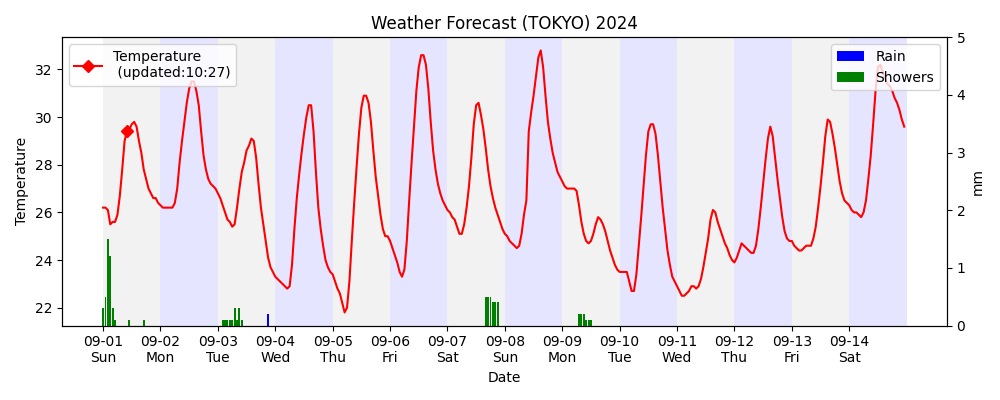 Weather Forecast (TOKYO) 2024
Temperature
(updated:10:27)
Rain
Showers
Temperature
32
30
28
26
24
22
5
4
3
2
1
0
mm
09-01 09-02 09-03 09-04 09-05 09-06 09-07 09-08 09-09 09-10 09-11 09-12 09-13 09-14
Sun Mon Tue Wed Thu Fri Sat Sun Mon Tue Wed Thu Fri Sat
Date